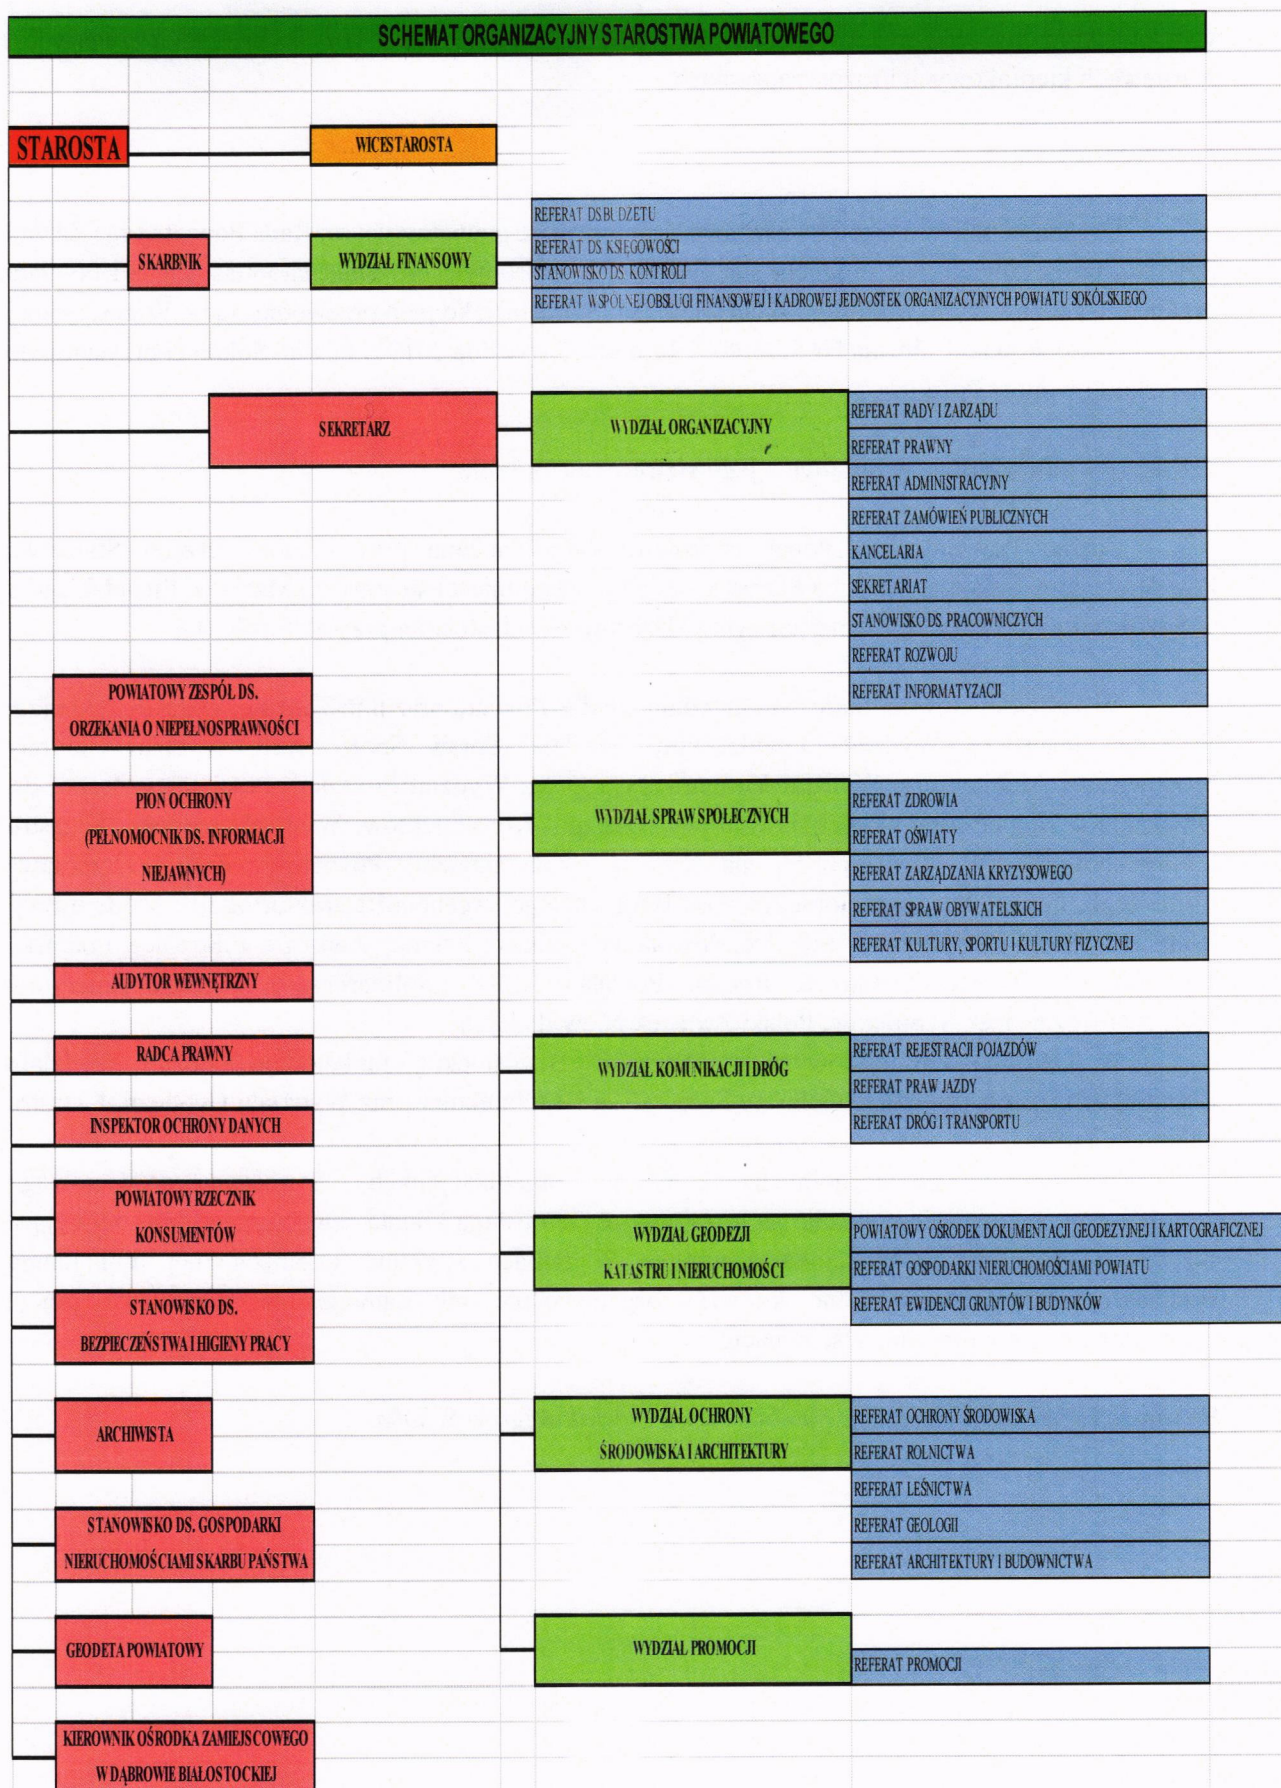 SCHEMAT ORGANIZACYJNY STAROSTWA POWIATOWEGO
STAROSTA
WICESTAROSTA
SKARBNIK
WYDZIAŁ FINANSOWY
REFERAT DS BUDŻETU
REFERAT DS. KSIĘGOWOŚCI
STANOWISKO DS. KONTROLI
REFERAT WSPÓLNEJ OBSŁUGI FINANSOWEJ I KADROWEJ JEDNOSTEK ORGANIZACYJNYCH POWIATU SOKÓLSKIEGO
SEKRETARZ
WYDZIAŁ ORGANIZACYJNY
REFERAT RADY I ZARZĄDU
REFERAT PRAWNY
REFERAT ADMINISTRACYJNY
REFERAT ZAMÓWIEŃ PUBLICZNYCH
KANCELARIA
SEKRETARIAT
STANOWISKO DS. PRACOWNICZYCH
REFERAT ROZWOJU
REFERAT INFORMATYZACJI
POWIATOWY ZESPÓŁ DS.
ORZEKANIA O NIEPEŁNOSPRAWNOŚCI
PION OCHRONY
(PEŁNOMOCNIK DS. INFORMACJI
NIEJAWNYCH)
WYDZIAŁ SPRAW SPOŁECZNYCH
REFERAT ZDROWIA
REFERAT OŚWIATY
REFERAT ZARZĄDZANIA KRYZYSOWEGO
REFERAT SPRAW OBYWATELSKICH
REFERAT KULTURY, SPORTU I KULTURY FIZYCZNEJ
AUDYTOR WEWNĘTRZNY
RADCA PRAWNY
INSPEKTOR OCHRONY DANYCH
WYDZIAŁ KOMUNIKACJI I DRÓG
REFERAT REJESTRACJI POJAZDÓW
REFERAT PRAW JAZDY
REFERAT DRÓG I TRANSPORTU
POWIATOWY RZECZNIK
KONSUMENTÓW
WYDZIAŁ GEODEZJI
KATASTRU I NIERUCHOMOŚCI
POWIATOWY OŚRODEK DOKUMENTACJI GEODEZYJNEJ I KARTOGRAFICZNEJ
REFERAT GOSPODARKI NIERUCHOMOŚCIAMI POWIATU
REFERAT EWIDENCJI GRUNTÓW I BUDYNKÓW
STANOWISKO DS.
BEZPIECZEŃSTWA I HIGIENY PRACY
ARCHIWISTA
WYDZIAŁ OCHRONY
ŚRODOWISKA I ARCHITEKTURY
REFERAT OCHRONY ŚRODOWISKA
REFERAT ROLNICTWA
REFERAT LEŚNICTWA
REFERAT GEOLOGII
REFERAT ARCHITEKTURY I BUDOWNICTWA
STANOWISKO DS. GOSPODARKI
NIERUCHOMOŚCIAMI SKARBU PAŃSTWA
GEODETA POWIATOWY
WYDZIAŁ PROMOCJI
REFERAT PROMOCJI
KIEROWNIK OŚRODKA ZAMIEJSCOWEGO
W DĄBROWIE BIAŁOSTOCKIEJ